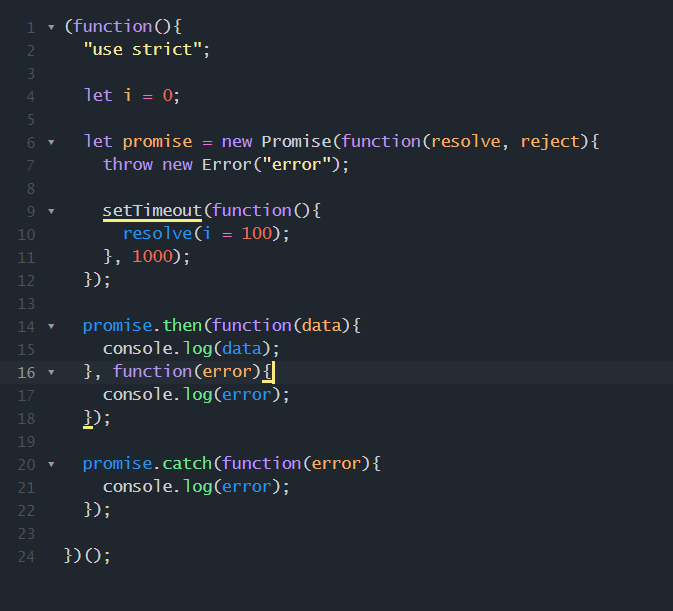 1 (function(){
2 "use strict";
3
4 let i = 0;
5
6 let promise = new Promise(function(resolve, reject){
7 throw new Error("error");
8
9 setTimeout(function(){
10 resolve(i = 100);
11 }, 1000);
12 });
13
14 promise.then(function(data){
15 console.log(data);
16 }, function(error){
17 console.log(error);
18 });
19
20 promise.catch(function(error){
21 console.log(error);
22 });
23
24 })();